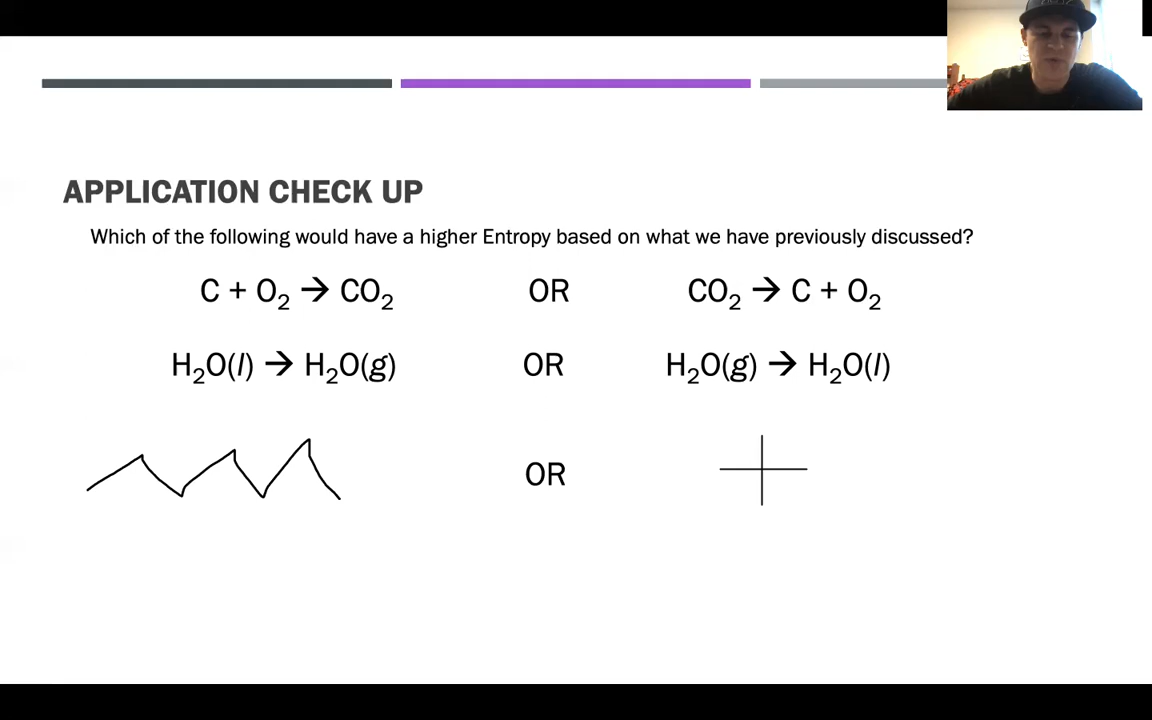 APPLICATION CHECK UP
Which of the following would have a higher Entropy based on what we have previously discussed?
C + O₂ → CO₂ OR CO₂ → C + O₂
H₂O(l) → H₂O(g) OR H₂O(g) → H₂O(l)
OR